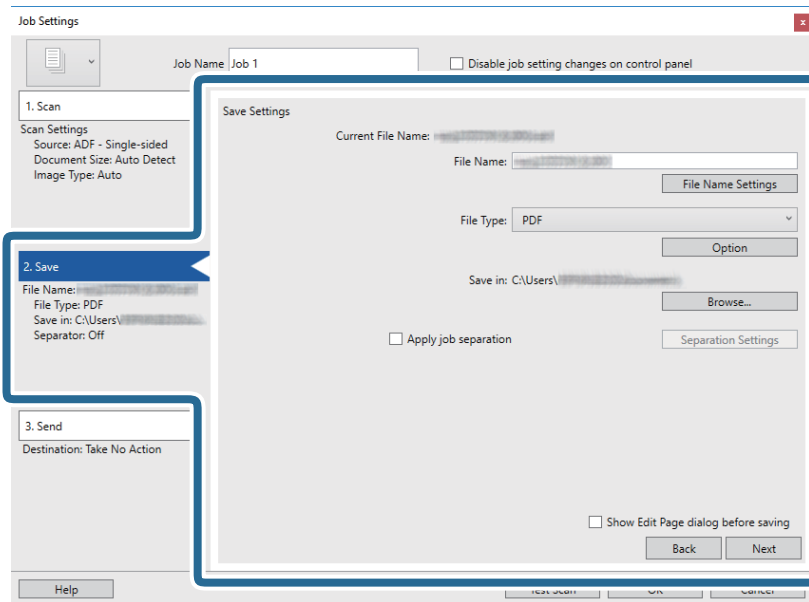 Job Settings
x
Job Name Job 1
Disable job setting changes on control panel
1. Scan
Scan Settings
Source: ADF - Single-sided
Document Size: Auto Detect
Image Type: Auto
2. Save
File Name:
File Type: PDF
Save in: C:\Users\
Separator: Off
3. Send
Destination: Take No Action
Save Settings
Current File Name:
File Name:
File Name Settings
File Type: PDF
Option
Save in: C:\Users\
Browse...
Apply job separation
Separation Settings
Show Edit Page dialog before saving
Back Next
Help Test Scan OK Cancel